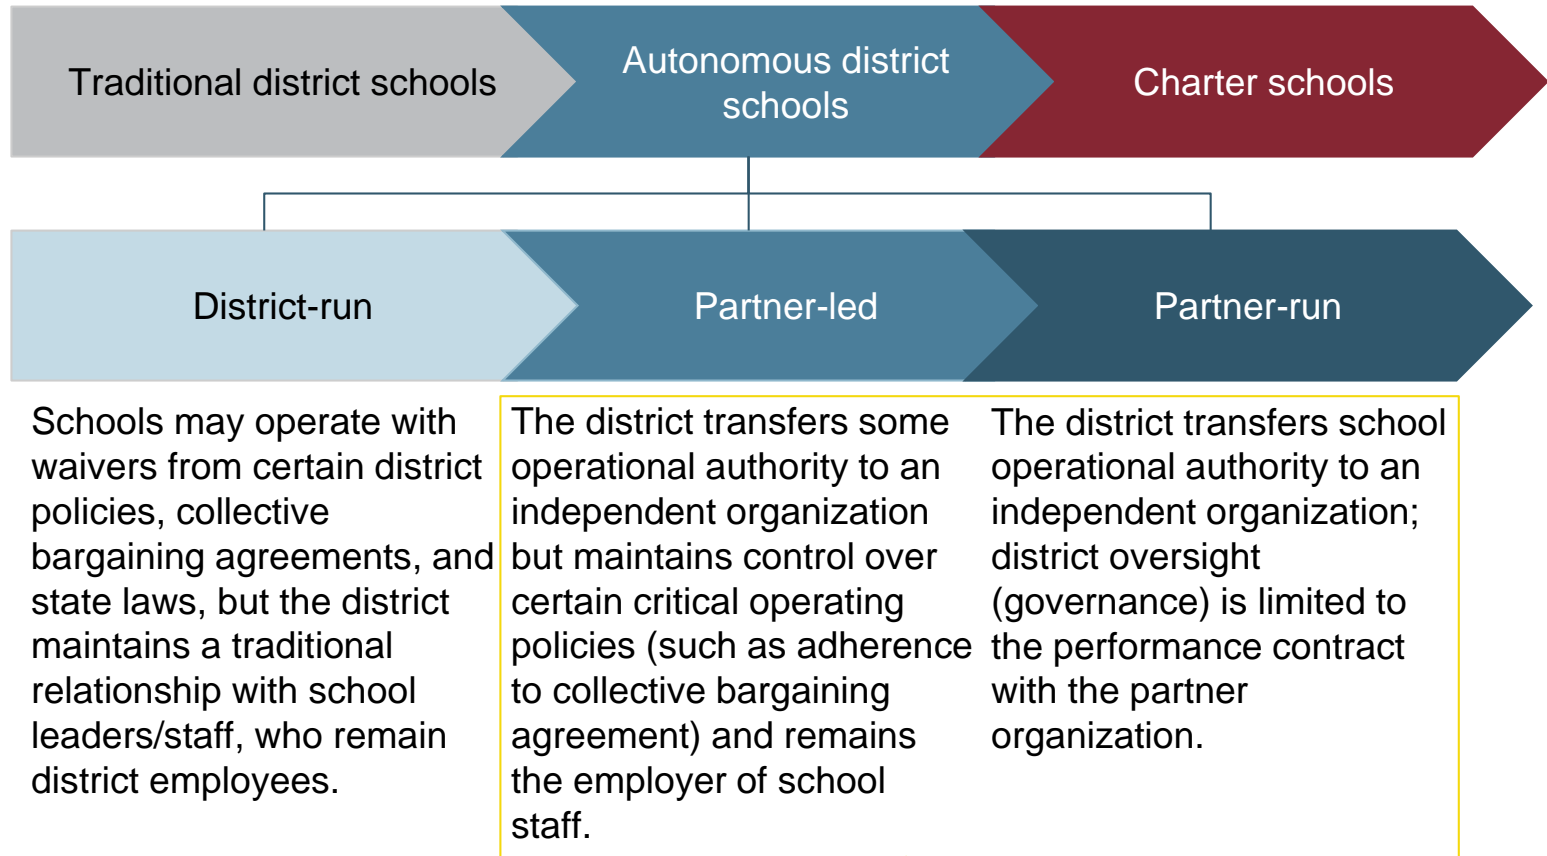 Traditional district schools
Autonomous district
schools
Charter schools
District-run
Partner-led
Partner-run
Schools may operate with
waivers from certain district
policies, collective
bargaining agreements, and
state laws, but the district
maintains a traditional
relationship with school
leaders/staff, who remain
district employees.
The district transfers some
operational authority to an
independent organization
but maintains control over
certain critical operating
policies (such as adherence
to collective bargaining
agreement) and remains
the employer of school
staff.
The district transfers school
operational authority to an
independent organization;
district oversight
(governance) is limited to
the performance contract
with the partner
organization.